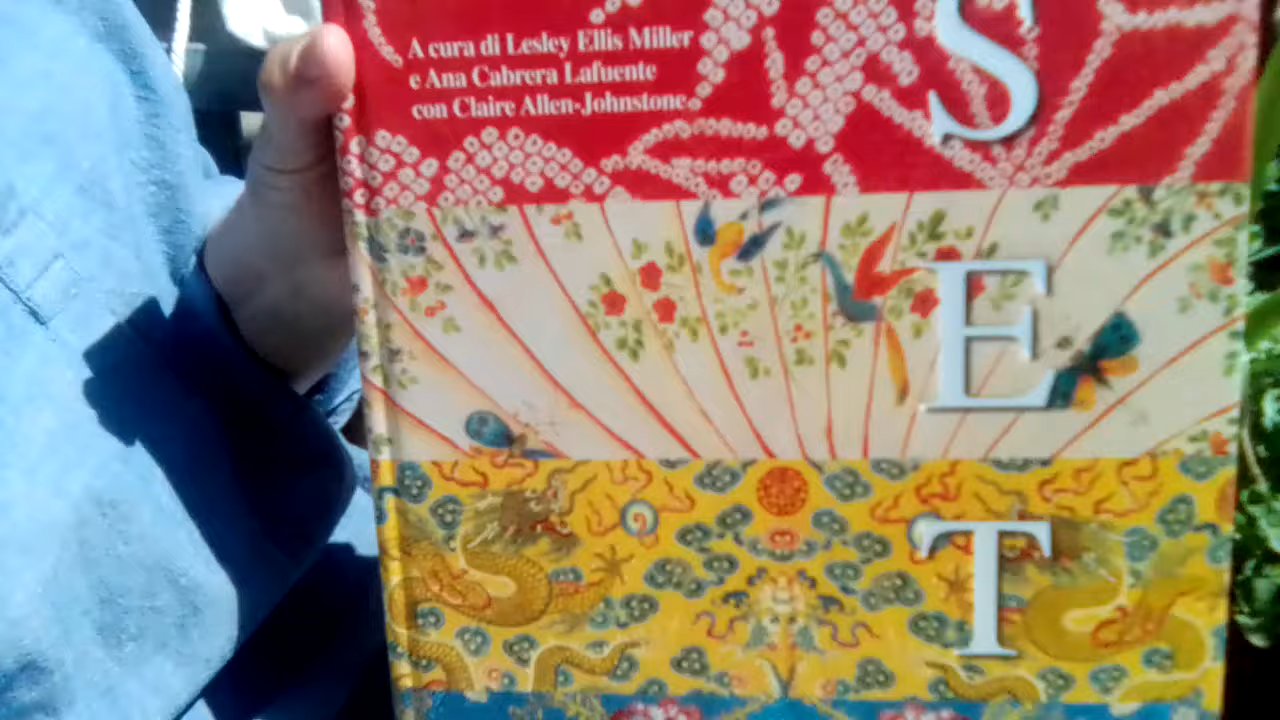 A cura di Lesley Ellis Miller
e Ana Cabrera Lafuente
con Claire Allen-Johnstone
S
E
T